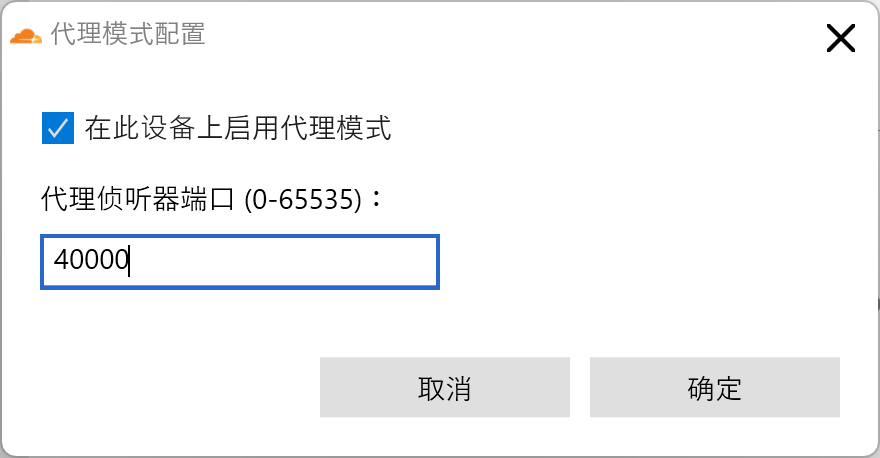 代理模式配置
在此设备上启用代理模式
代理侦听器端口 (0-65535)：
40000
取消
确定